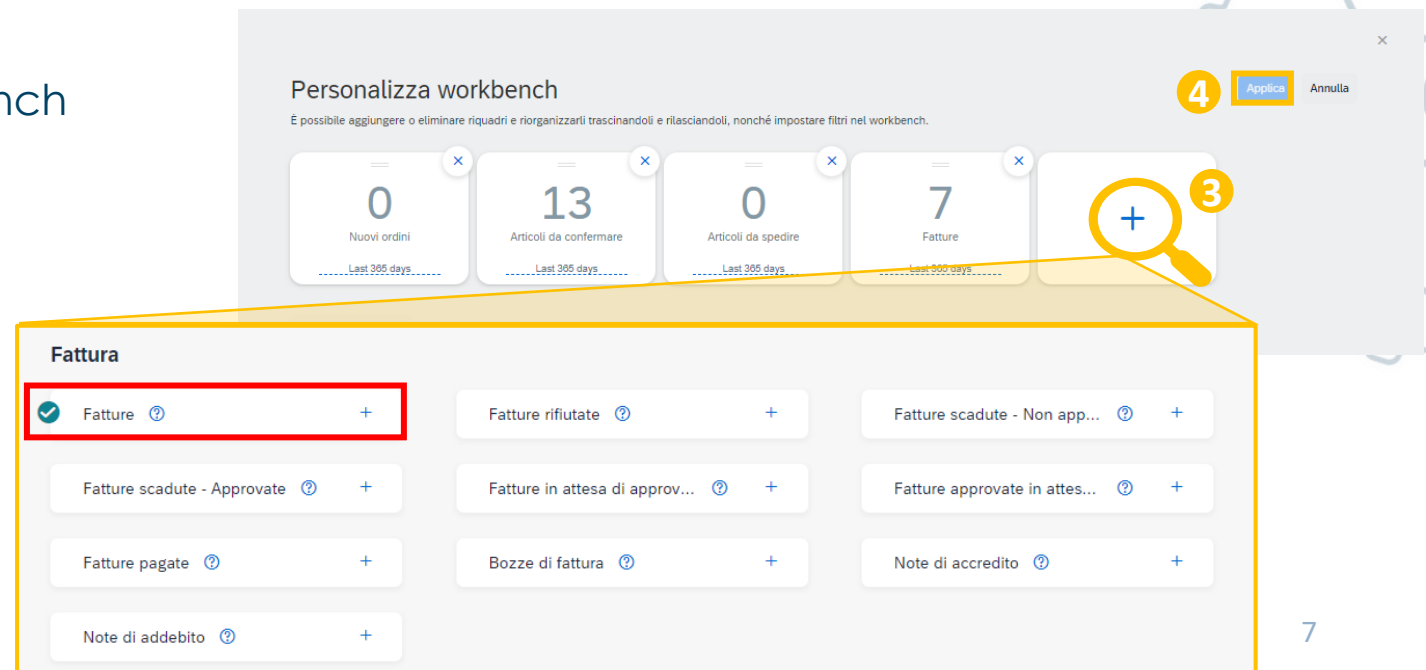 nch
Personalizza workbench
4 Applica Annulla
È possibile aggiungere o eliminare riquadri e riorganizzarli trascinandoli e rilasciandoli, nonché impostare filtri nel workbench.
0 13 0 7 + 3
Nuovi ordini Articoli da confermare Articoli da spedire Fatture
Last 365 days Last 365 days Last 365 days Last 365 days
Fattura
Fatture ? + Fatture rifiutate ? + Fatture scadute - Non app... ? +
Fatture scadute - Approvate ? + Fatture in attesa di approv... ? + Fatture approvate in attes... ? +
Fatture pagate ? + Bozze di fattura ? + Note di accredito ? +
Note di addebito ? +
7